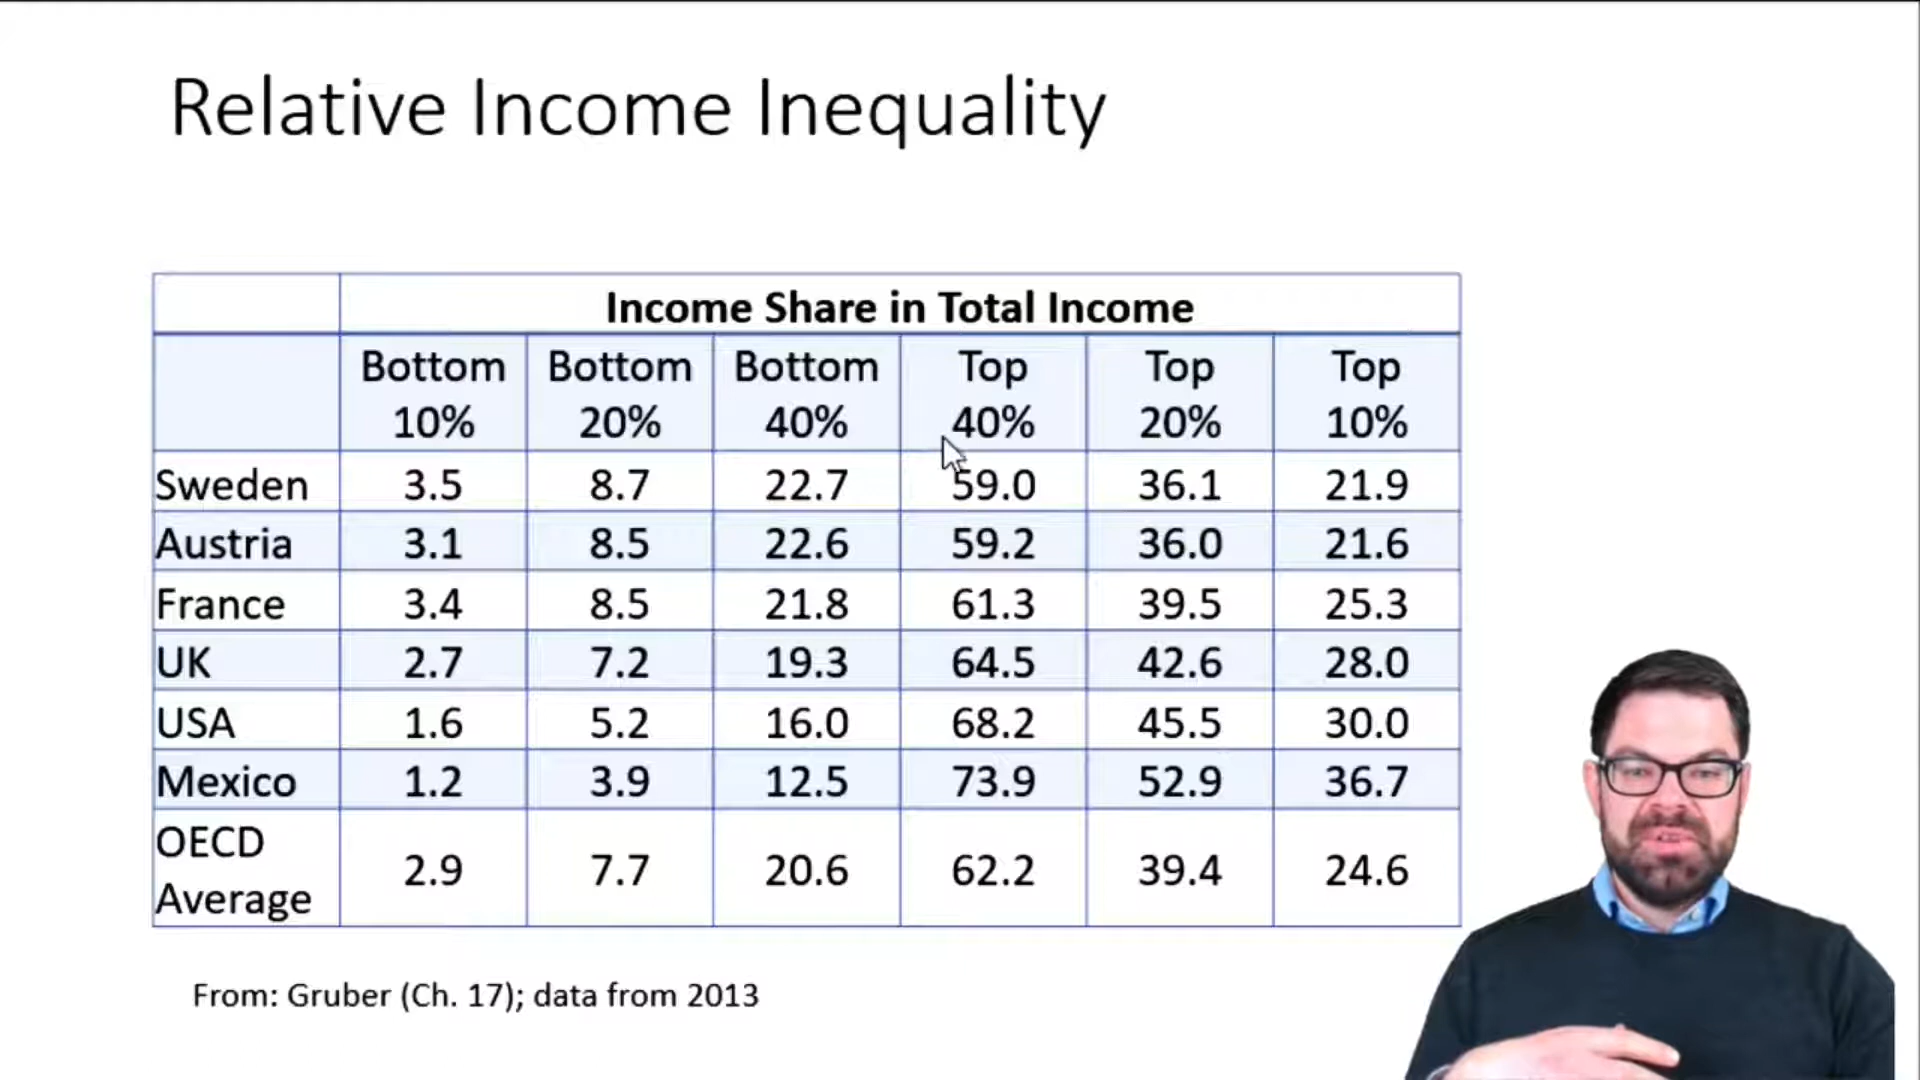 Relative Income Inequality
Income Share in Total Income
Bottom 10% Bottom 20% Bottom 40% Top 40% Top 20% Top 10%
Sweden 3.5 8.7 22.7 59.0 36.1 21.9
Austria 3.1 8.5 22.6 59.2 36.0 21.6
France 3.4 8.5 21.8 61.3 39.5 25.3
UK 2.7 7.2 19.3 64.5 42.6 28.0
USA 1.6 5.2 16.0 68.2 45.5 30.0
Mexico 1.2 3.9 12.5 73.9 52.9 36.7
OECD Average 2.9 7.7 20.6 62.2 39.4 24.6
From: Gruber (Ch. 17); data from 2013